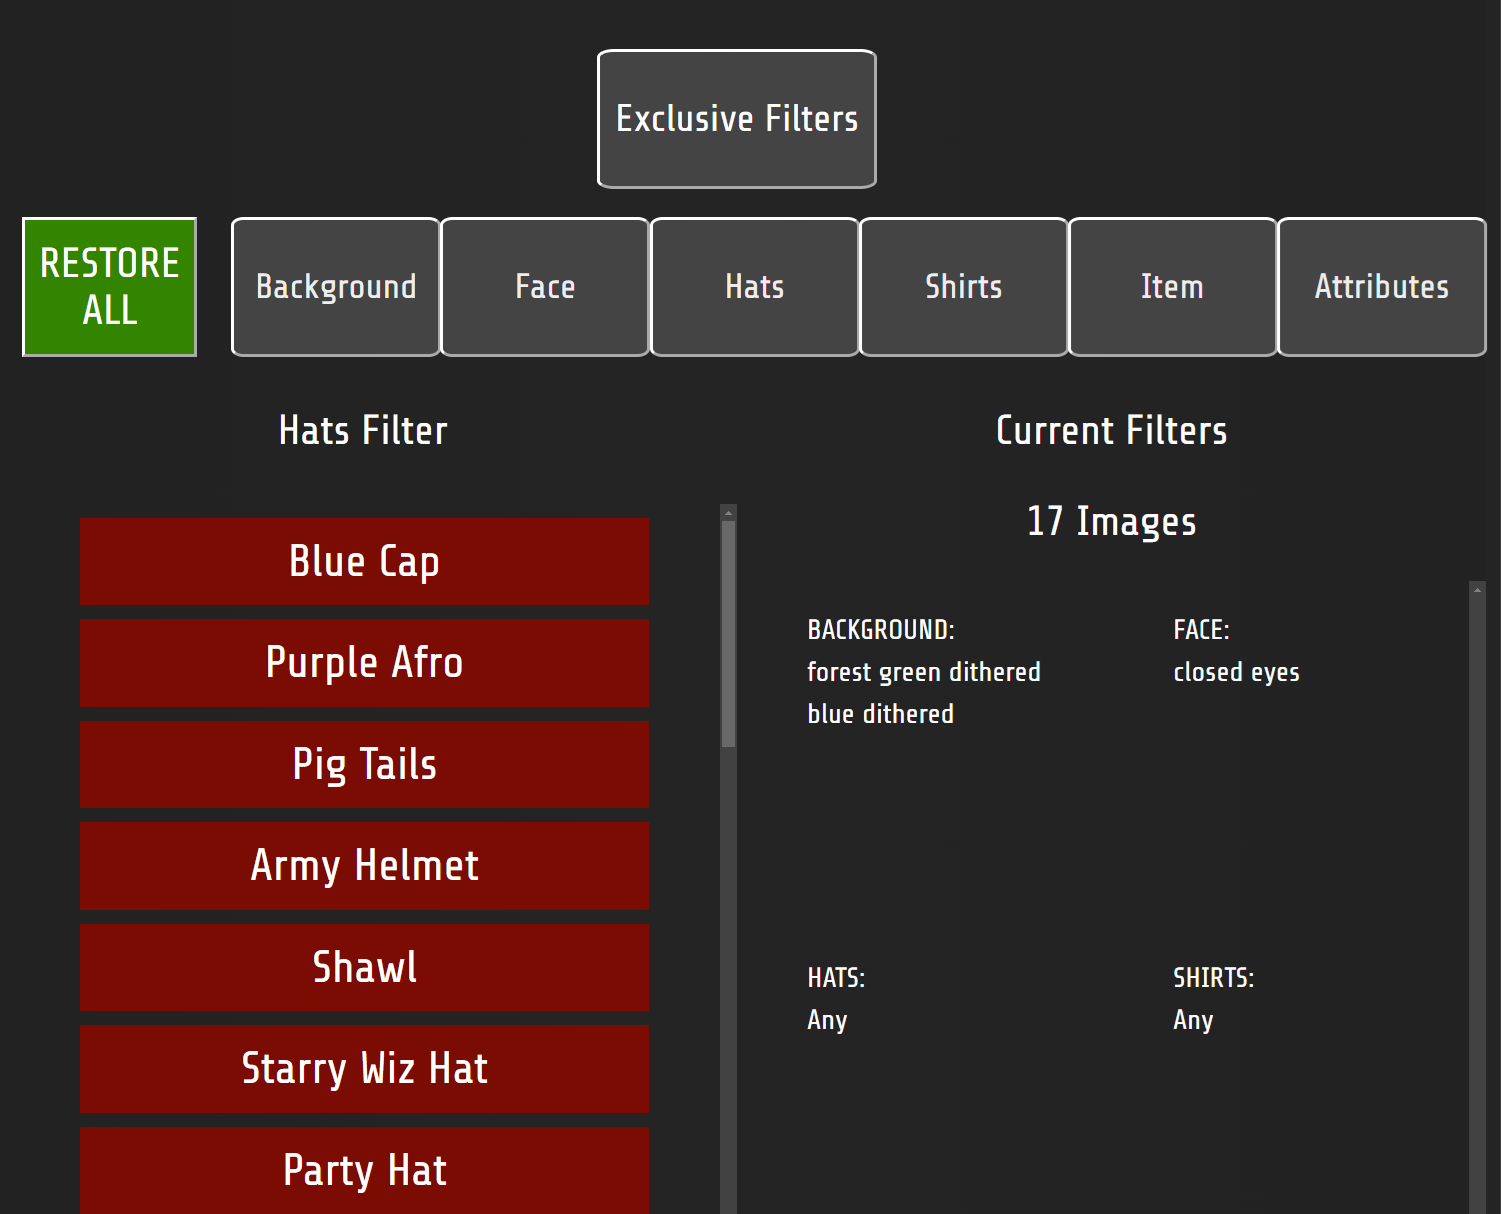 Exclusive Filters
RESTORE
ALL
Background
Face
Hats
Shirts
Item
Attributes
Hats Filter
Blue Cap
Purple Afro
Pig Tails
Army Helmet
Shawl
Starry Wiz Hat
Party Hat
Current Filters
17 Images
BACKGROUND:
forest green dithered
blue dithered
FACE:
closed eyes
HATS:
Any
SHIRTS:
Any